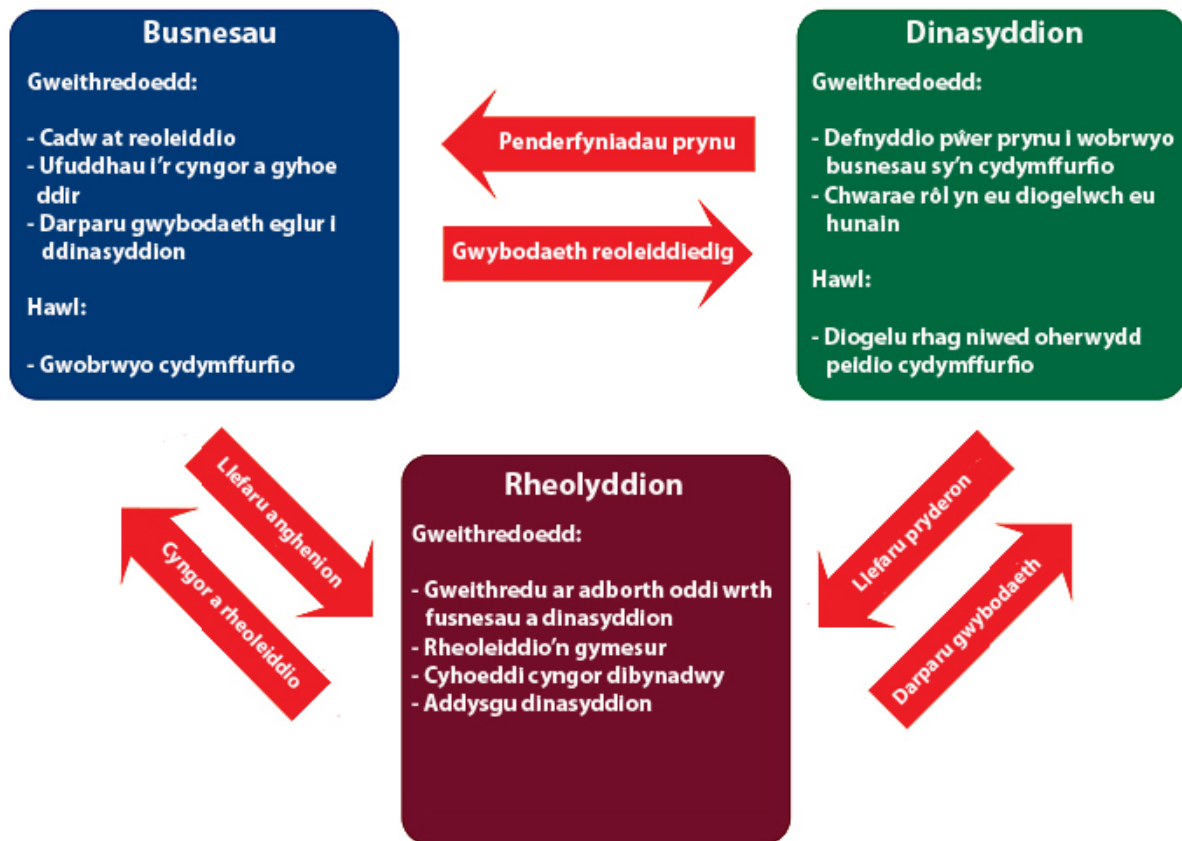 Busnesau
Gweithredoedd:
- Cadw at reoleiddio
- Ufuddhau i'r cyngor a gyhoe
ddir
- Darparu gwybodaeth eglur i
ddinasyddion
Hawl:
- Gwobrwyo cydymffurfio
Penderfyniadau prynu
Gwybodaeth reoleiddiedig
Dinasyddion
Gweithredoedd:
- Defnyddio pŵer prynu i wobrwyo
busnesau sy'n cydymffurfio
- Chwarae rôl yn eu diogelwch eu
hunain
Hawl:
- Diogelu rhag niwed oherwydd
peidio cydymffurfio
Llefaru anghenion
Cyngor a rheoleiddio
Rheolyddion
Gweithredoedd:
- Gweithredu ar adborth oddi wrth
fusnesau a dinasyddion
- Rheoleiddio'n gymesur
- Cyhoeddi cyngor dibynadwy
- Addysgu dinasyddion
Llefaru pryderon
Darparu gwybodaeth